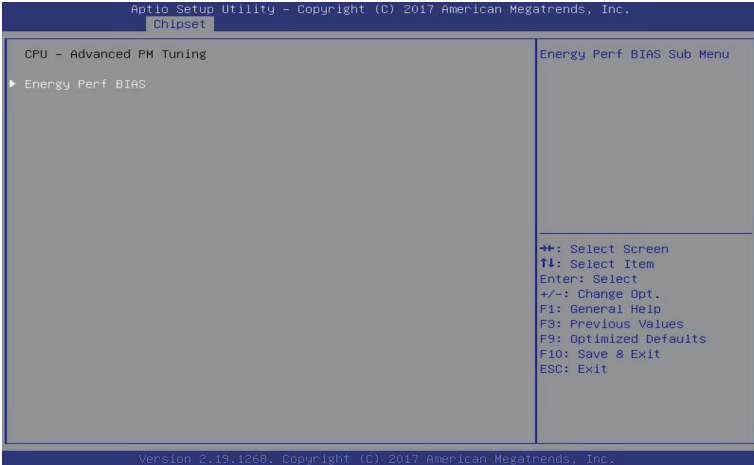 Aptio Setup Utility – Copyright (C) 2017 American Megatrends, Inc.
Chipset
CPU – Advanced PM Tuning
Energy Perf BIAS
Energy Perf BIAS Sub Menu
→←: Select Screen
↑↓: Select Item
Enter: Select
+/-: Change Opt.
F1: General Help
F3: Previous Values
F9: Optimized Defaults
F10: Save & Exit
ESC: Exit
Version 2.19.1268. Copyright (C) 2017 American Megatrends, Inc.